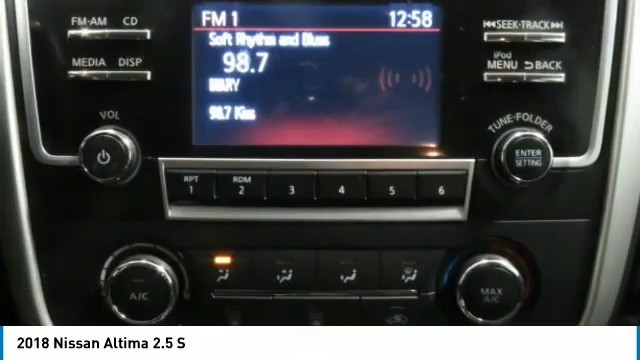 FM 1 12:58
Soft Rhythm and Blues
98.7
98.7 Kiss
FM·AM CD
MEDIA DISP
VOL
SEEK·TRACK
iPod
MENU BACK
TUNE·FOLDER
ENTER
SETTING
RPT RDM
1 2 3 4 5 6
A/C
MAX
A/C
2018 Nissan Altima 2.5 S